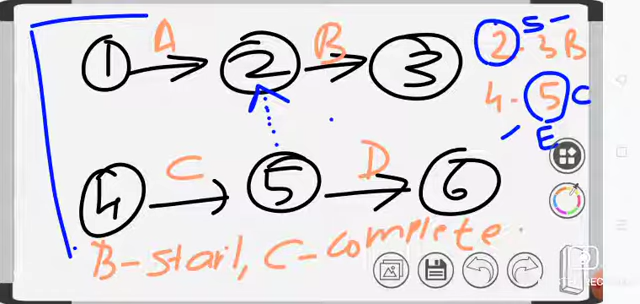 A B S -
1 2 3 2 - 3 B
4 - 5 C
C D E
4 5 6
B-start, C-complete.